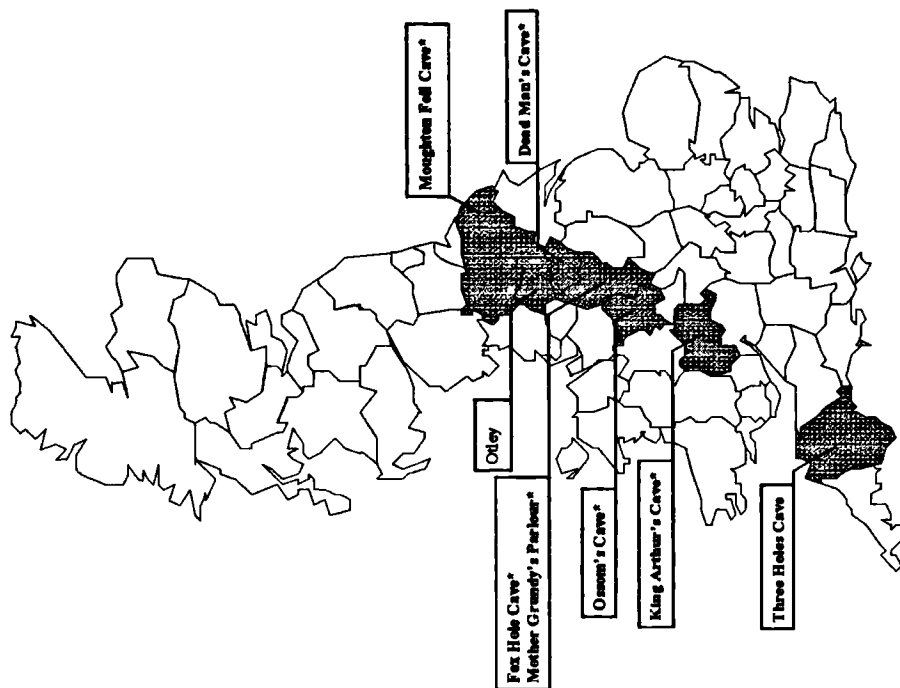 Moughton Fell Cave*
Dead Man's Cave*
Otley
Fox Hole Cave*
Mother Grundy's Parlour*
Ossom's Cave*
King Arthur's Cave*
Three Holes Cave